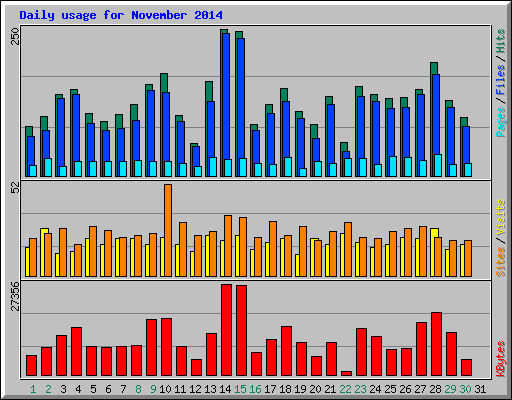 Daily usage for November 2014
250
Pages / Files / Hits
52
Sites / Visits
27356
KBytes
1 2 3 4 5 6 7 8 9 10 11 12 13 14 15 16 17 18 19 20 21 22 23 24 25 26 27 28 29 30 31